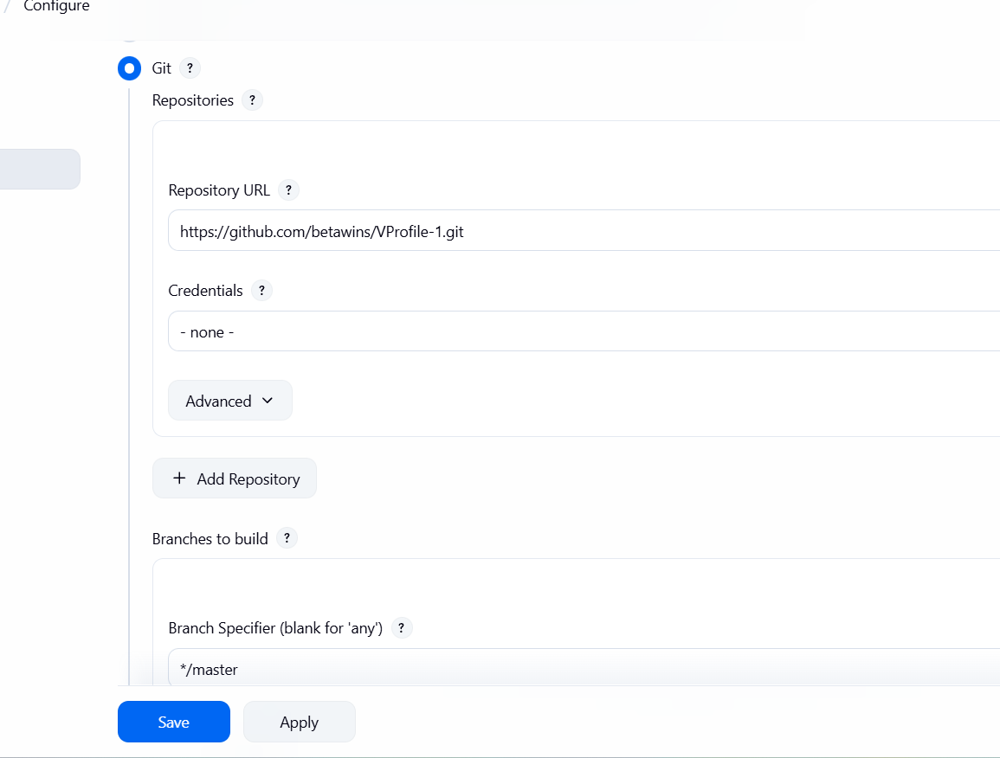 / Configure
Git ?
Repositories ?
Repository URL ?
https://github.com/betawins/VProfile-1.git
Credentials ?
- none -
Advanced
+ Add Repository
Branches to build ?
Branch Specifier (blank for 'any') ?
*/master
Save Apply